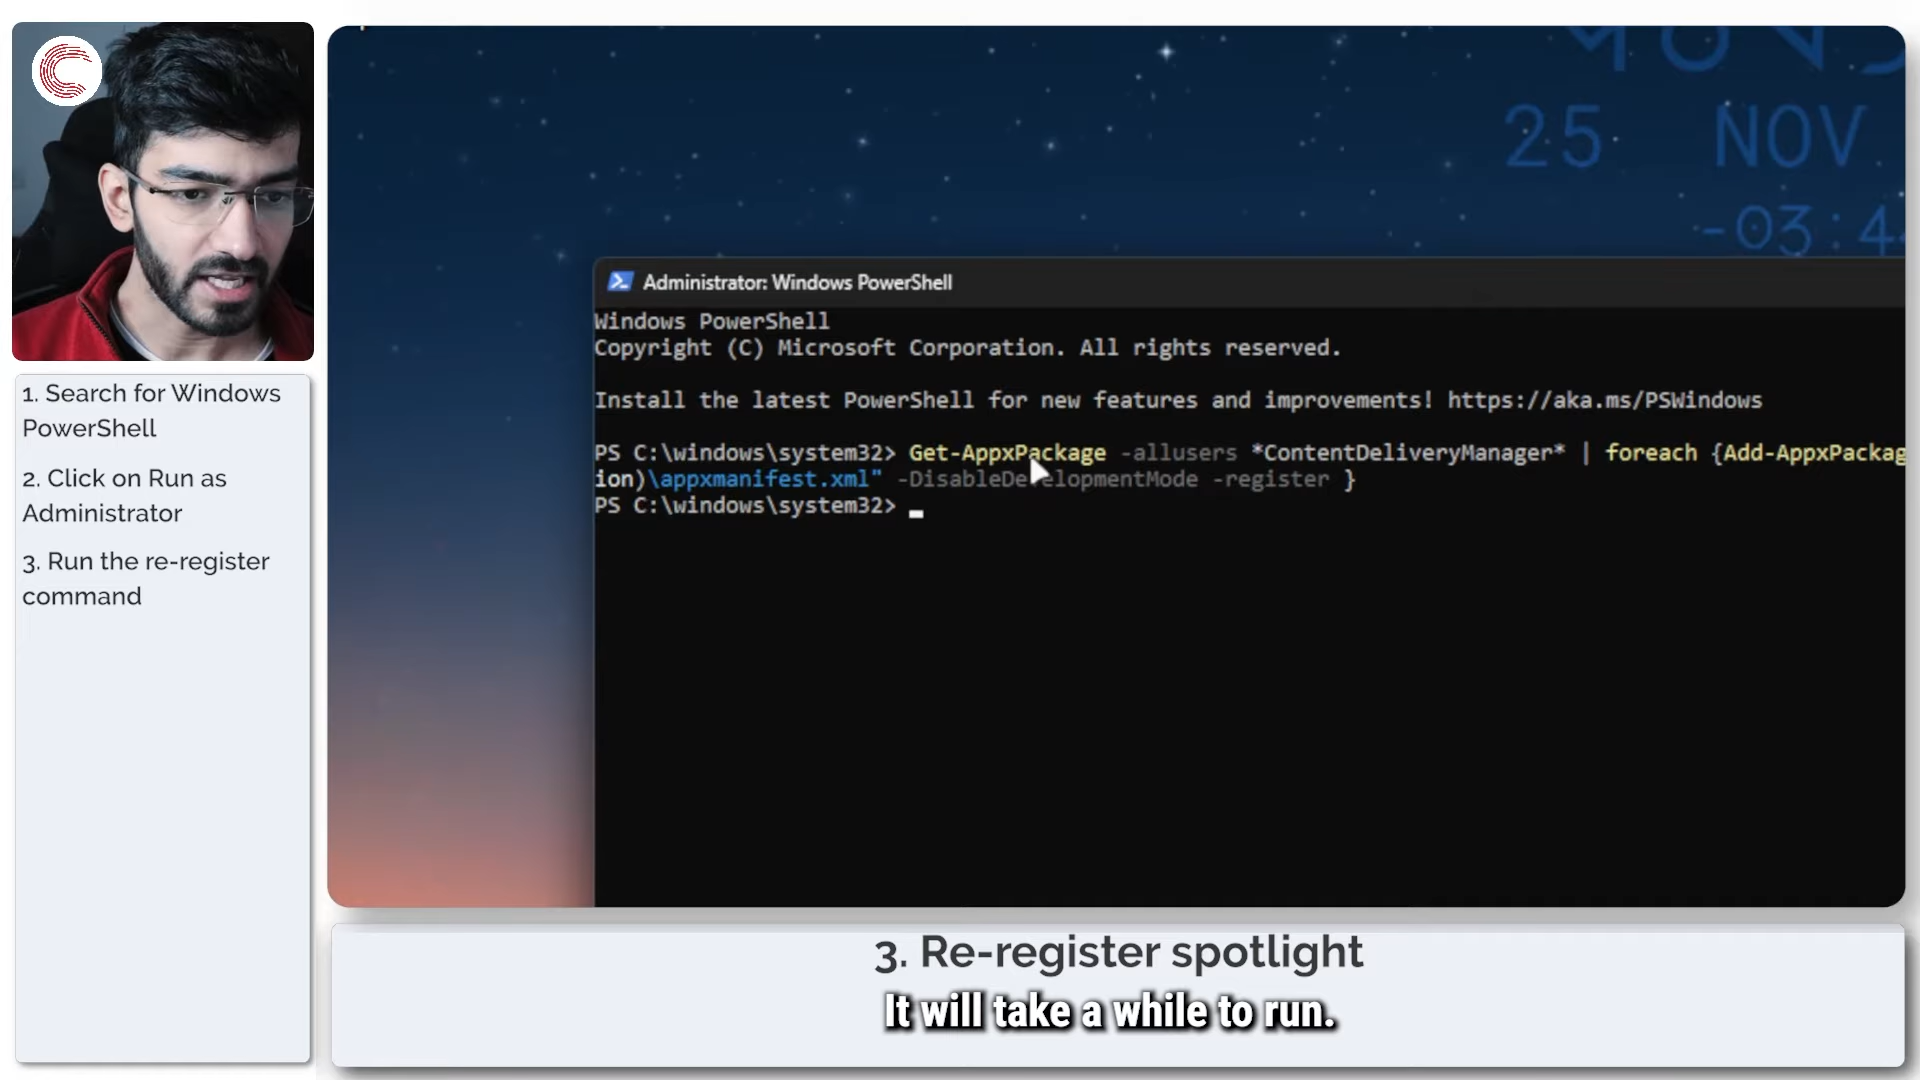 1. Search for Windows
PowerShell
2. Click on Run as
Administrator
3. Run the re-register
command
25 NOV
-03:4
Administrator: Windows PowerShell
Windows PowerShell
Copyright (C) Microsoft Corporation. All rights reserved.
Install the latest PowerShell for new features and improvements! https://aka.ms/PSWindows
PS C:\windows\system32> Get-AppxPackage -allusers *ContentDeliveryManager* | foreach {Add-AppxPackag
ion)\appxmanifest.xml" -DisableDevelopmentMode -register }
PS C:\windows\system32>
3. Re-register spotlight
It will take a while to run.